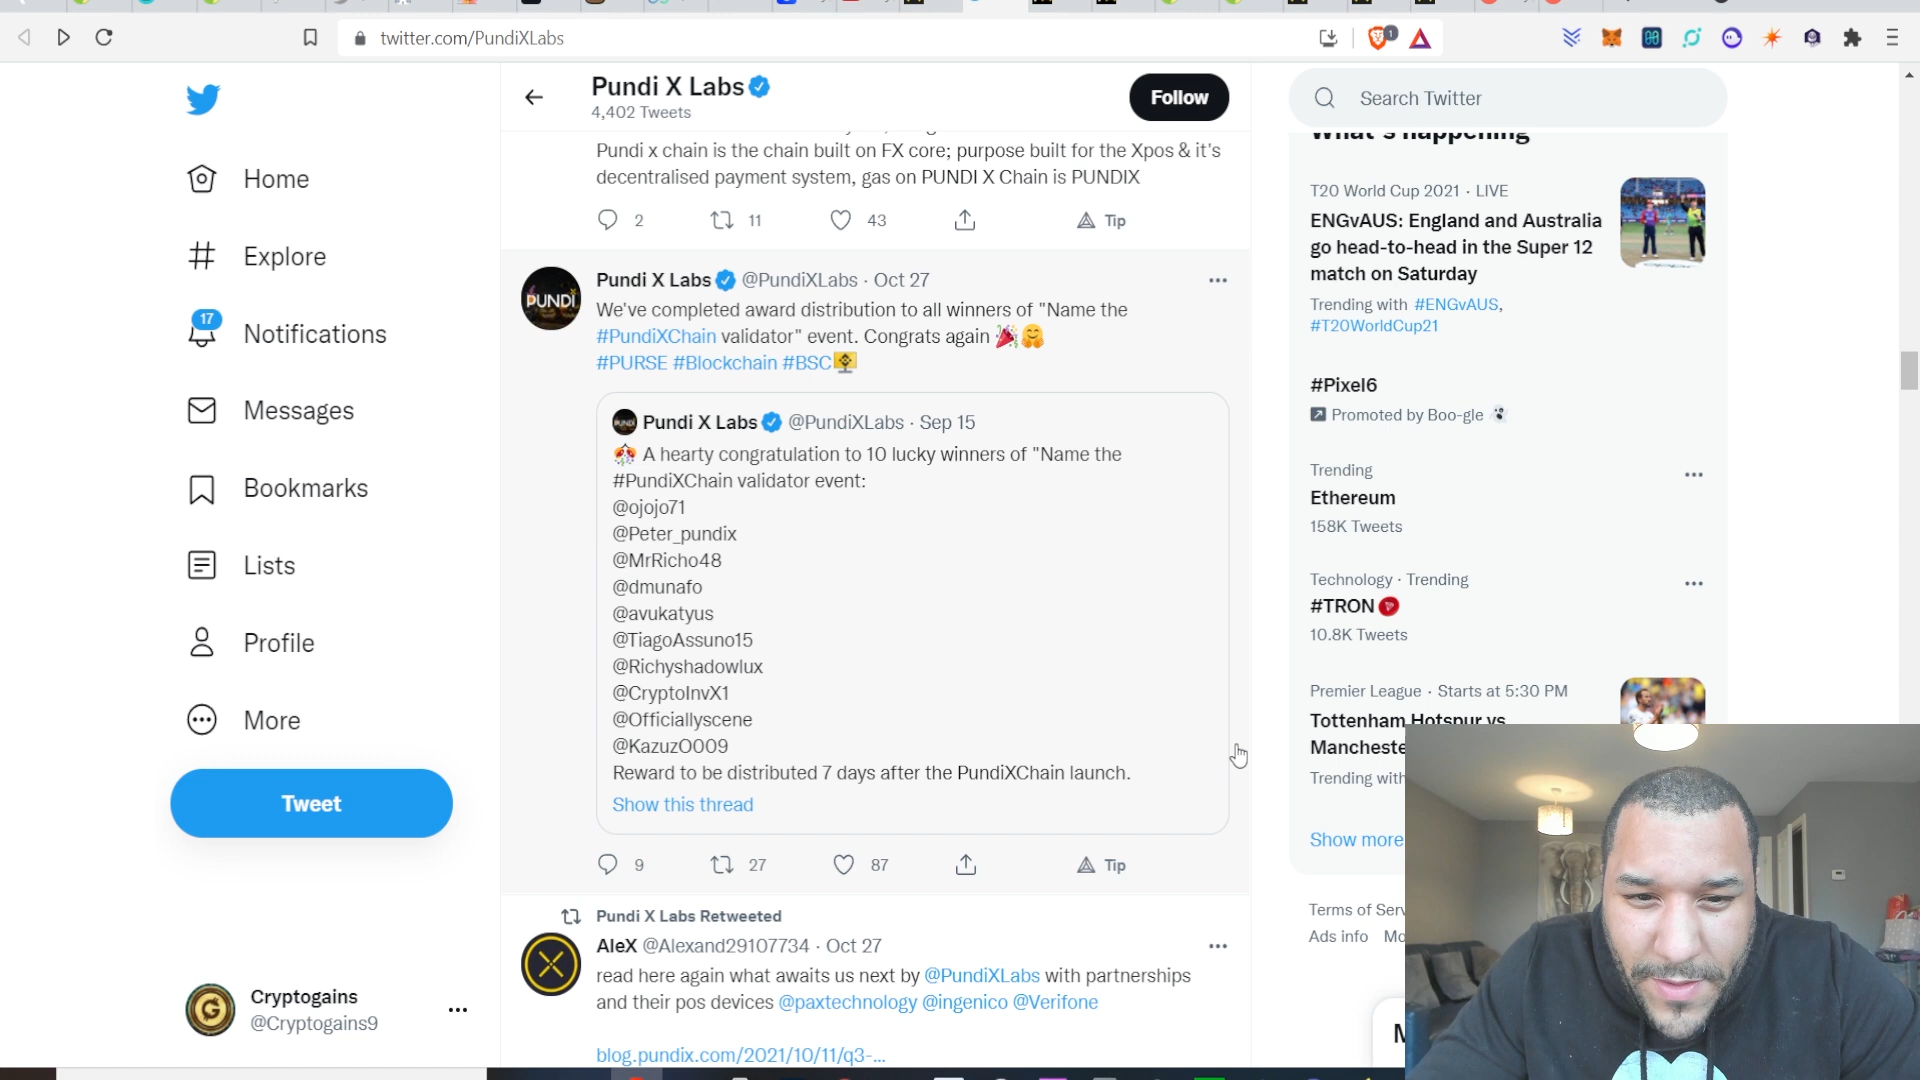 twitter.com/PundiXLabs
1
Pundi X Labs
4,402 Tweets
Follow
Search Twitter
Home
Explore
17
Notifications
Messages
Bookmarks
Lists
Profile
More
Tweet
Cryptogains
@Cryptogains9
Pundi x chain is the chain built on FX core; purpose built for the Xpos & it's
decentralised payment system, gas on PUNDI X Chain is PUNDIX
2 11 43 Tip
PUNDI
Pundi X Labs @PundiXLabs · Oct 27
We've completed award distribution to all winners of "Name the
#PundiXChain validator" event. Congrats again 🎉🤗
#PURSE #Blockchain #BSC
Pundi X Labs @PundiXLabs · Sep 15
🎊 A hearty congratulation to 10 lucky winners of "Name the
#PundiXChain validator event:
@ojojo71
@Peter_pundix
@MrRicho48
@dmunafo
@avukatyus
@TiagoAssuno15
@Richyshadowlux
@CryptoInvX1
@Officiallyscene
@KazuzO009
Reward to be distributed 7 days after the PundiXChain launch.
Show this thread
9 27 87 Tip
Pundi X Labs Retweeted
AleX @Alexand29107734 · Oct 27
read here again what awaits us next by @PundiXLabs with partnerships
and their pos devices @paxtechnology @ingenico @Verifone
blog.pundix.com/2021/10/11/q3-...
What's happening
T20 World Cup 2021 · LIVE
ENGvAUS: England and Australia
go head-to-head in the Super 12
match on Saturday
Trending with #ENGvAUS,
#T20WorldCup21
#Pixel6
Promoted by Boo-gle
Trending
Ethereum
158K Tweets
Technology · Trending
#TRON
10.8K Tweets
Premier League · Starts at 5:30 PM
Tottenham Hotspur vs
Mancheste
Trending with
Show more
Terms of Serv
Ads info Mo
M